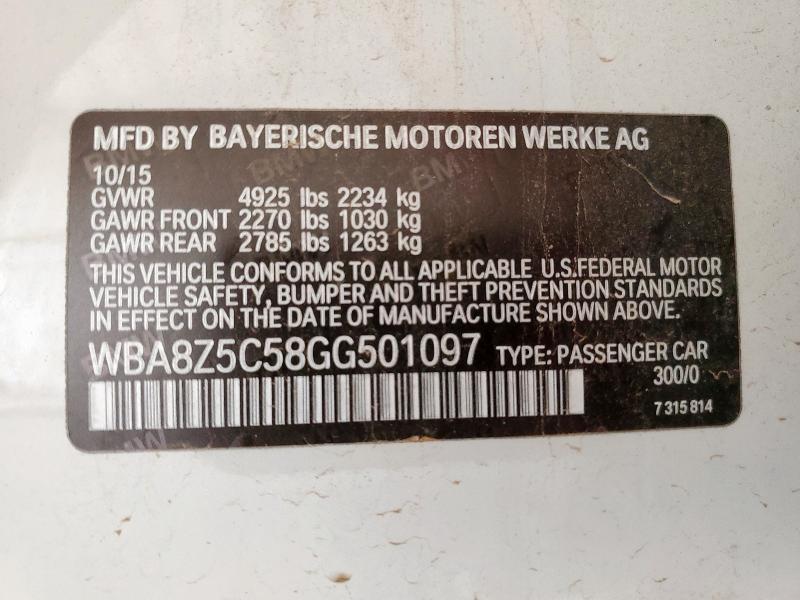 MFD BY BAYERISCHE MOTOREN WERKE AG
10/15
GVWR 4925 lbs 2234 kg
GAWR FRONT 2270 lbs 1030 kg
GAWR REAR 2785 lbs 1263 kg
THIS VEHICLE CONFORMS TO ALL APPLICABLE U.S.FEDERAL MOTOR
VEHICLE SAFETY, BUMPER AND THEFT PREVENTION STANDARDS
IN EFFECT ON THE DATE OF MANUFACTURE SHOWN ABOVE.
WBA8Z5C58GG501097 TYPE: PASSENGER CAR
300/0
7 315 814